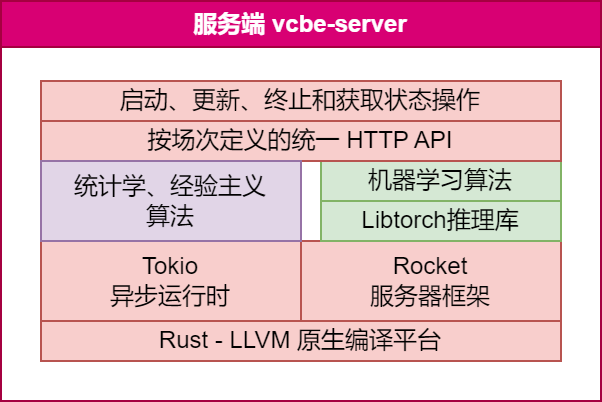 服务端 vcbe-server
启动、更新、终止和获取状态操作
按场次定义的统一 HTTP API
统计学、经验主义
算法
机器学习算法
Libtorch推理库
Tokio
异步运行时
Rocket
服务器框架
Rust - LLVM 原生编译平台